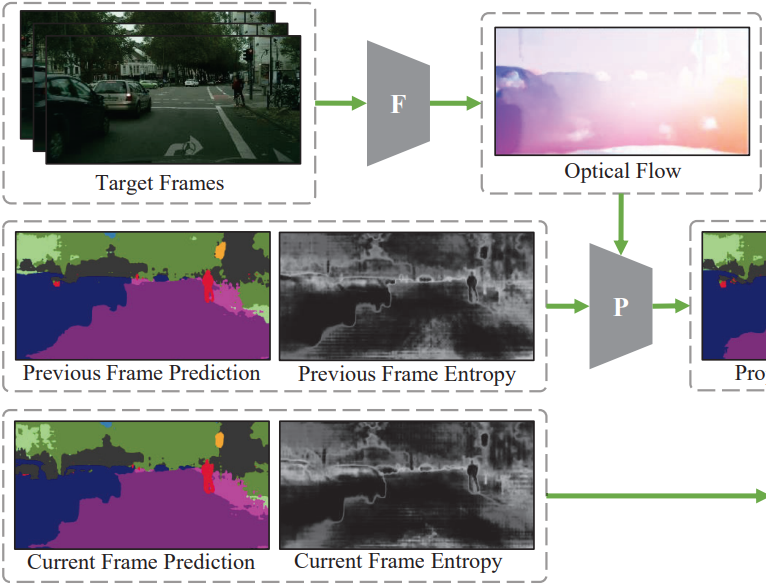 Target Frames
F
Optical Flow
Previous Frame Prediction
Previous Frame Entropy
P
Pro
Current Frame Prediction
Current Frame Entropy